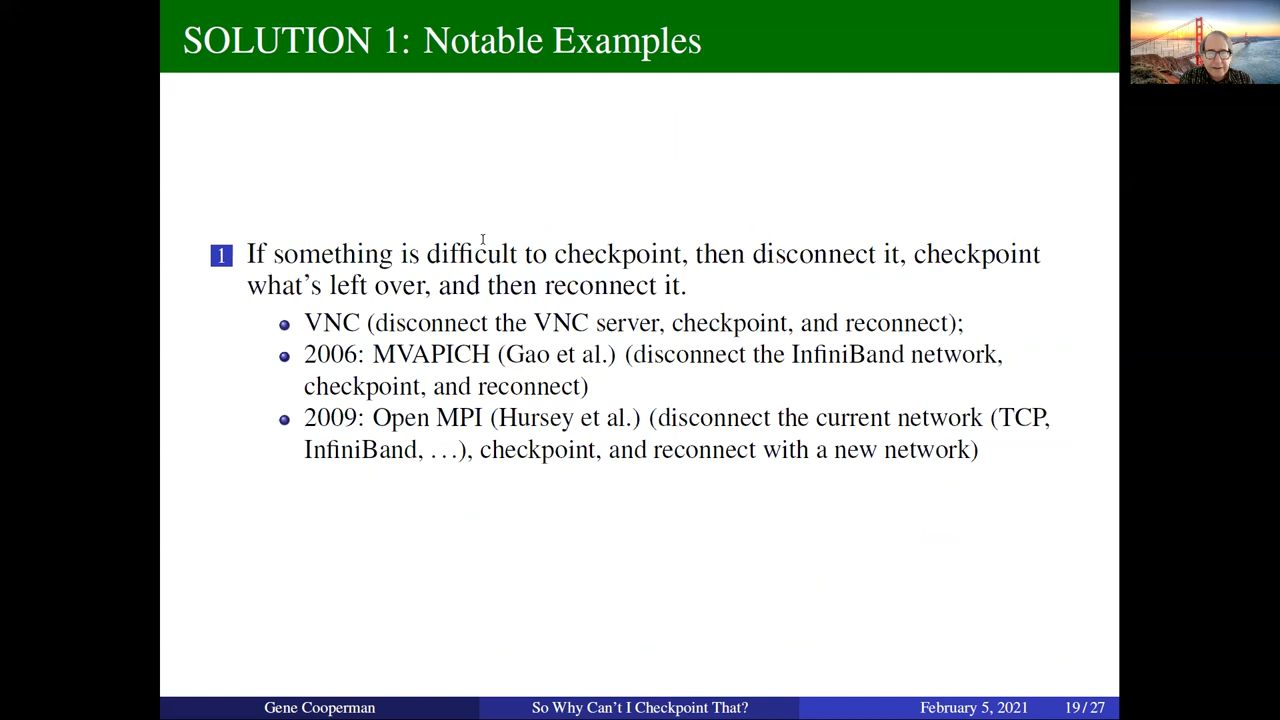 SOLUTION 1: Notable Examples
1 If something is difficult to checkpoint, then disconnect it, checkpoint
what's left over, and then reconnect it.
VNC (disconnect the VNC server, checkpoint, and reconnect);
2006: MVAPICH (Gao et al.) (disconnect the InfiniBand network,
checkpoint, and reconnect)
2009: Open MPI (Hursey et al.) (disconnect the current network (TCP,
InfiniBand, ...), checkpoint, and reconnect with a new network)
Gene Cooperman So Why Can't I Checkpoint That? February 5, 2021 19 / 27